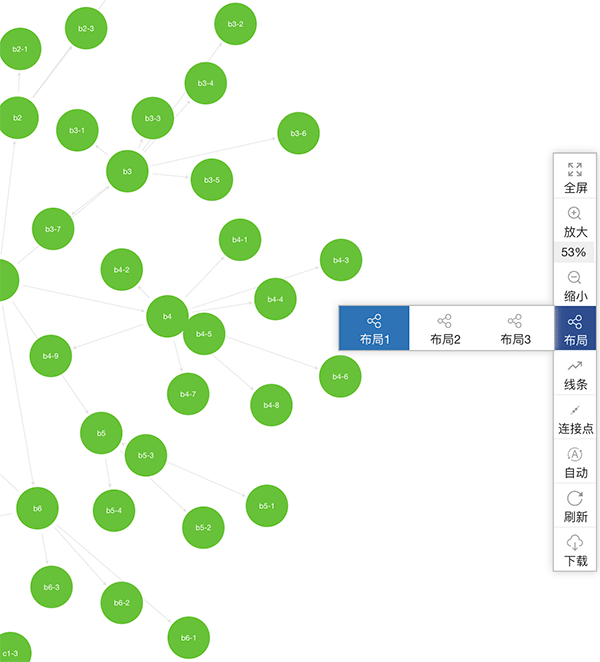 b3-2
b2-3
b2-1
b3-4
b2
b3-3
b3-1
b3-6
b3
b3-5
b3-7
b4-1
b4-3
b4-2
b4-4
b4
b4-5
b4-9
b4-6
b4-7
b4-8
b5
b5-3
b5-4
b5-1
b5-2
b6
b6-3
b6-2
b6-1
c1-3
全屏
放大
53%
缩小
布局1
布局2
布局3
布局
线条
连接点
A
自动
刷新
下载